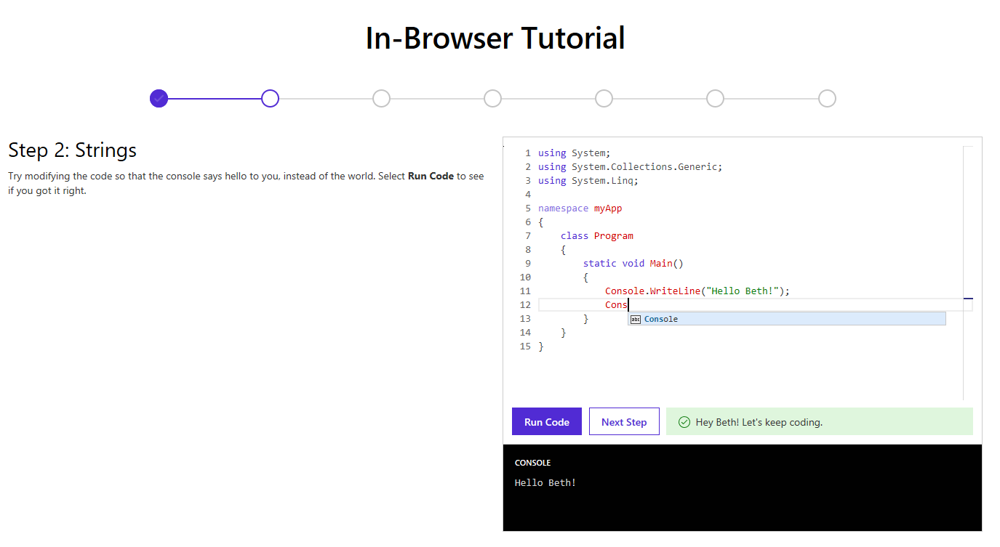 In-Browser Tutorial
Step 2: Strings
Try modifying the code so that the console says hello to you, instead of the world. Select Run Code to see
if you got it right.
1 using System;
2 using System.Collections.Generic;
3 using System.Linq;
4
5 namespace myApp
6 {
7     class Program
8     {
9         static void Main()
10         {
11             Console.WriteLine("Hello Beth!");
12             Cons
abc Console
13         }
14     }
15 }
Run Code Next Step Hey Beth! Let's keep coding.
CONSOLE
Hello Beth!